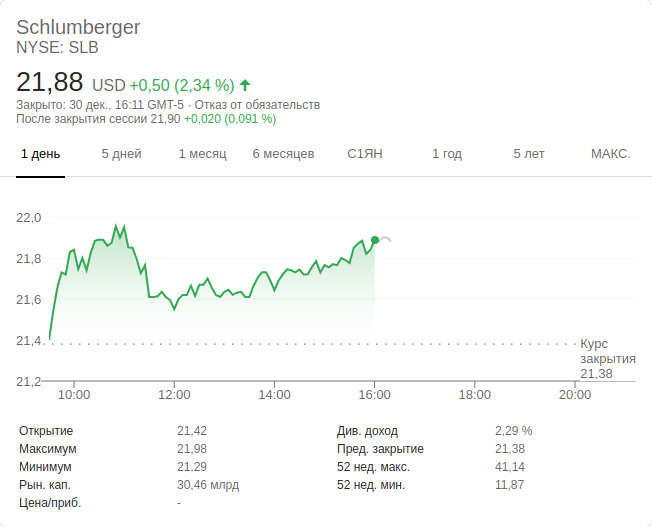 Schlumberger
NYSE: SLB
21,88 USD +0,50 (2,34 %)
Закрыто: 30 дек., 16:11 GMT-5 · Отказ от обязательств
После закрытия сессии 21,90 +0,020 (0,091 %)
1 день 5 дней 1 месяц 6 месяцев С1ЯН 1 год 5 лет МАКС.
22,0
21,8
21,6
21,4
Курс
закрытия
21,38
21,2
10:00 12:00 14:00 16:00 18:00 20:00
Открытие 21,42 Див. доход 2,29 %
Максимум 21,98 Пред. закрытие 21,38
Минимум 21,29 52 нед. макс. 41,14
Рын. кап. 30,46 млрд 52 нед. мин. 11,87
Цена/приб. -